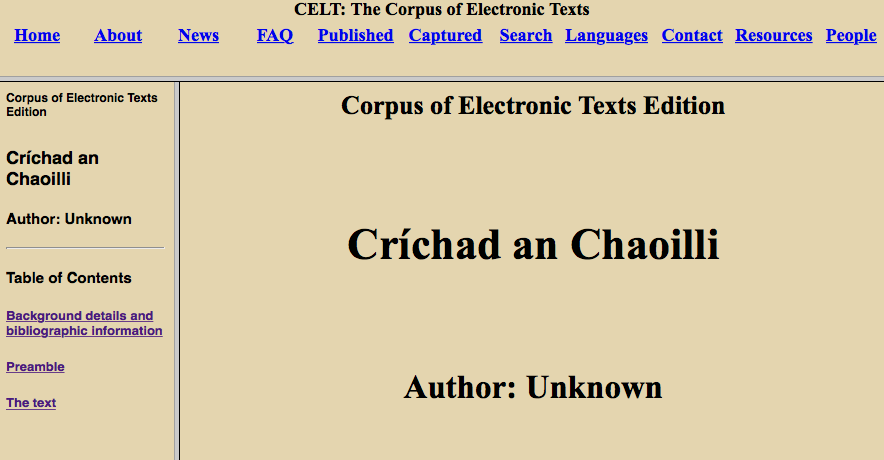 CELT: The Corpus of Electronic Texts
Home About News FAQ Published Captured Search Languages Contact Resources People
Corpus of Electronic Texts
Edition
Críchad an
Chaoilli
Author: Unknown
Table of Contents
Background details and
bibliographic information
Preamble
The text
Corpus of Electronic Texts Edition
Críchad an Chaoilli
Author: Unknown